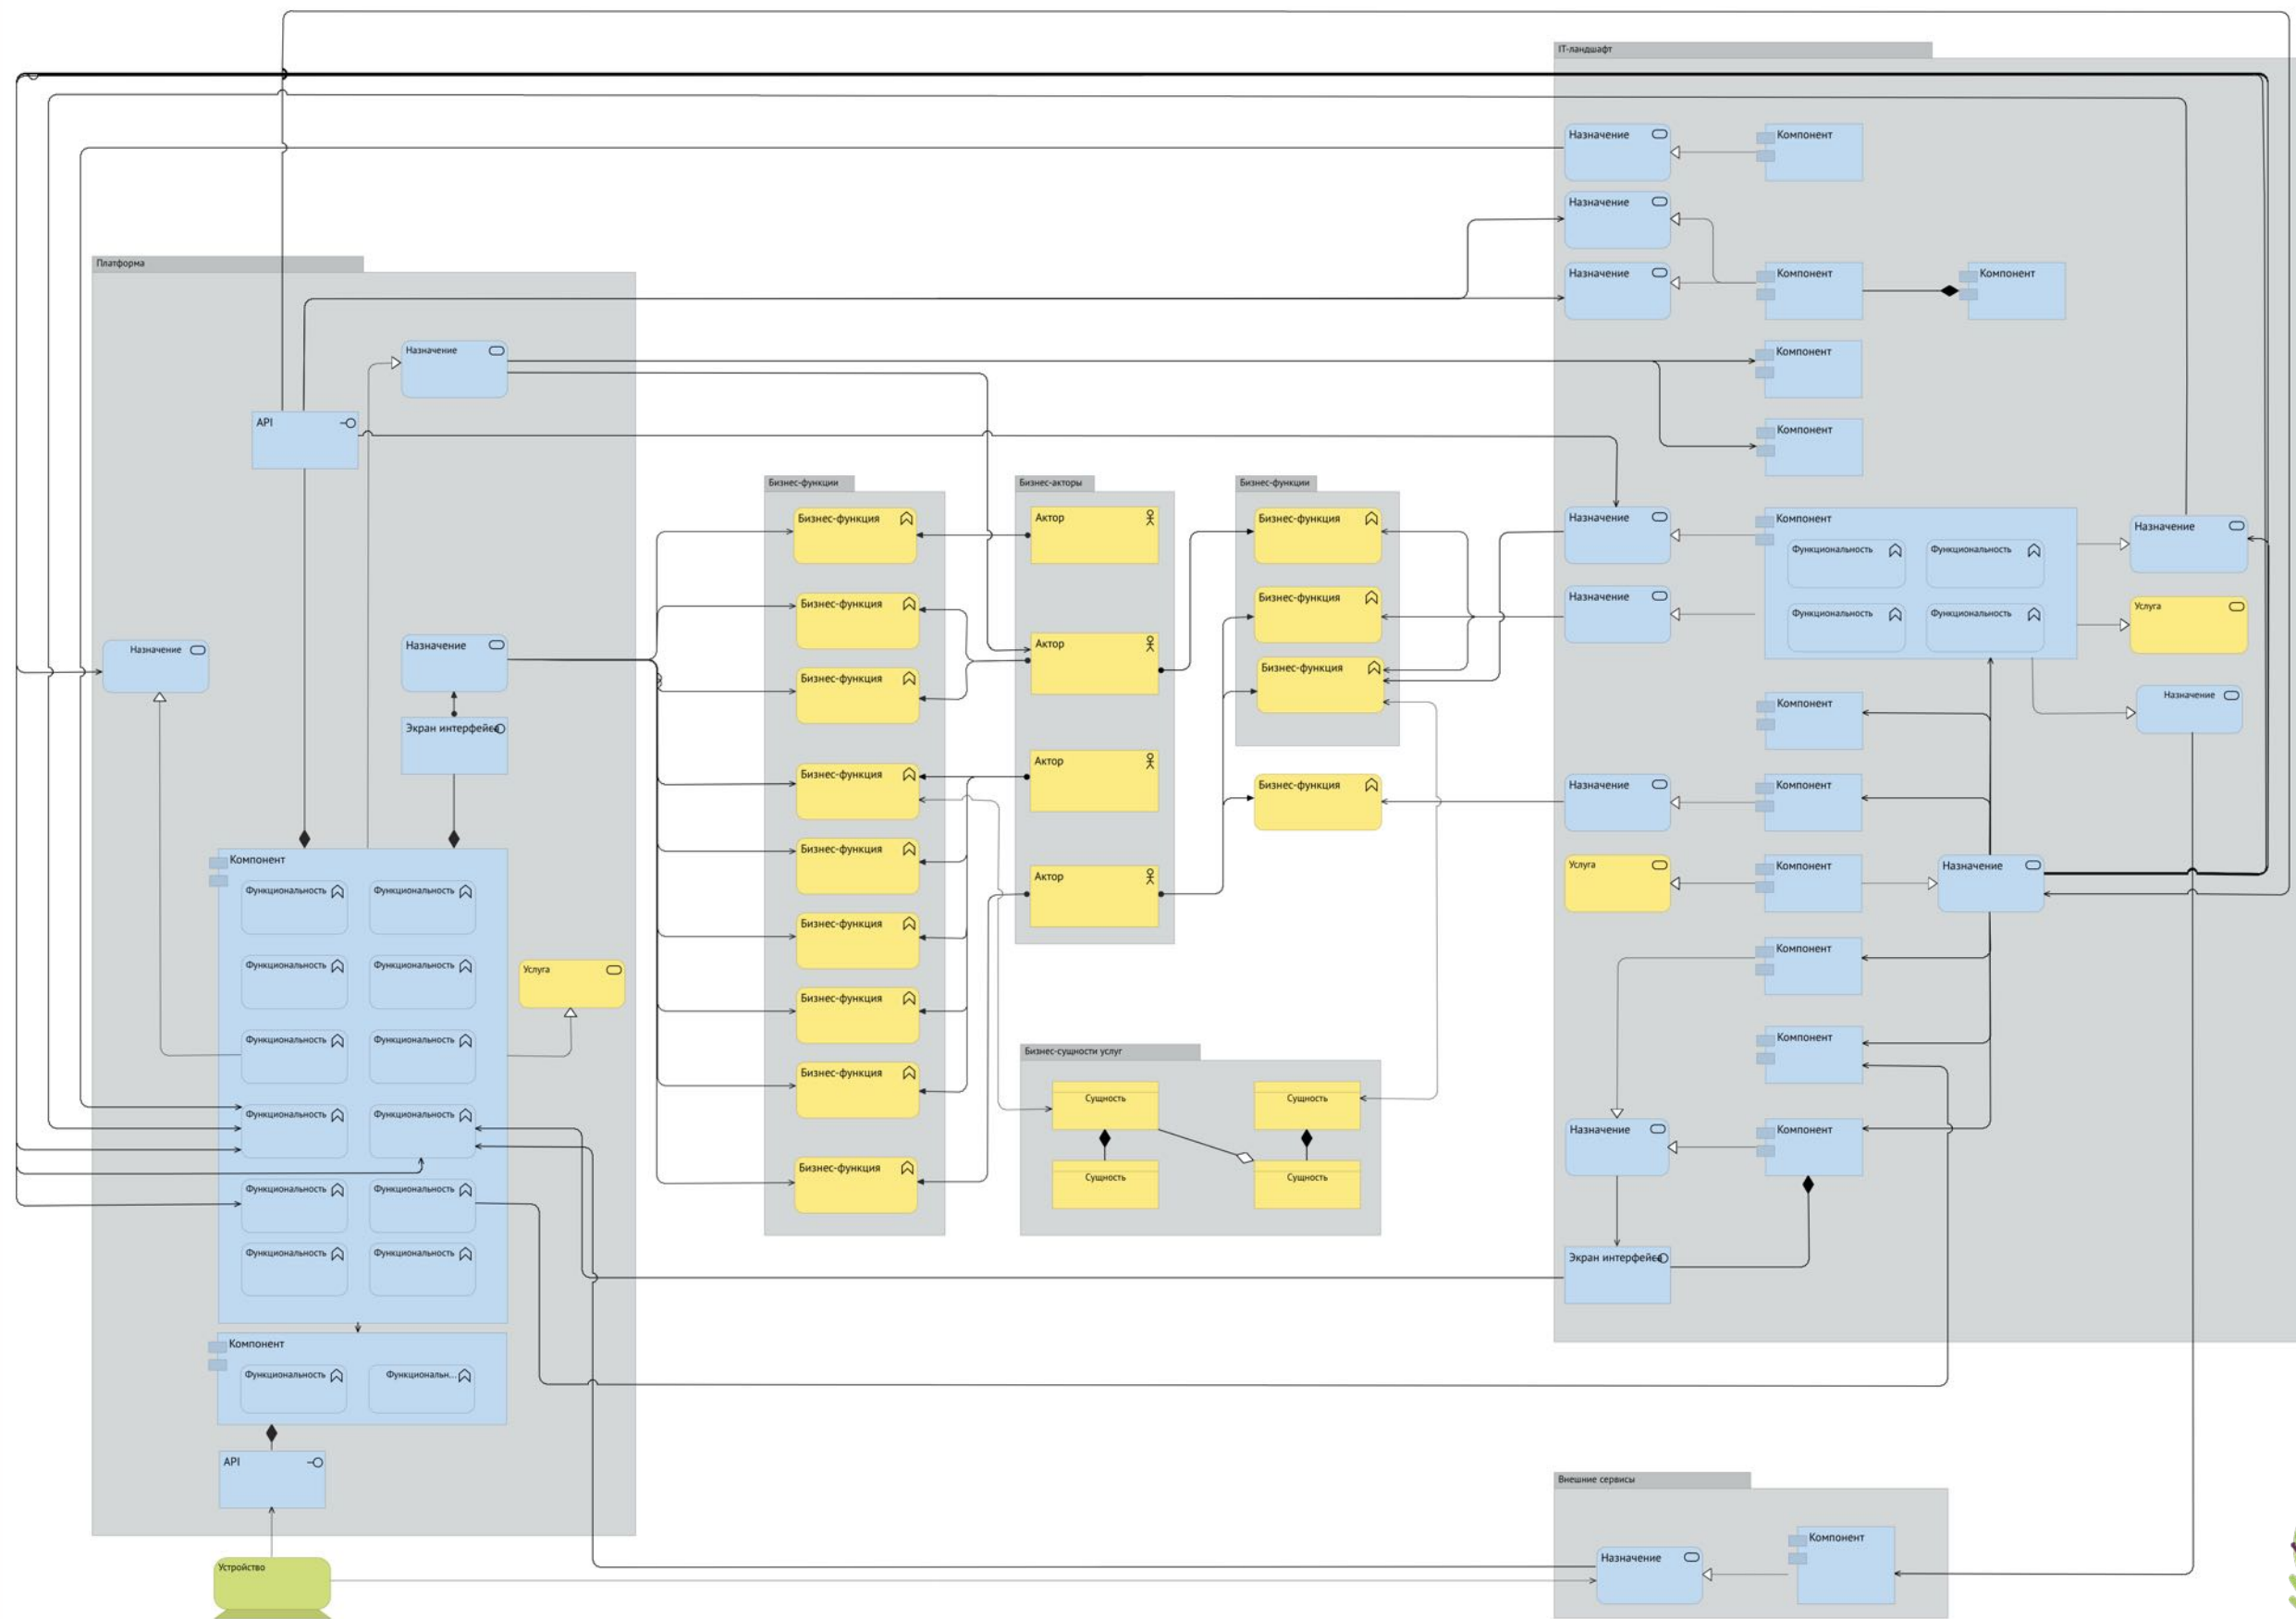 IT-ландшафт
Назначение
Компонент
Назначение
Назначение
Компонент
Компонент
Компонент
Компонент
Назначение
Компонент
Функциональность
Функциональность
Функциональность
Функциональность
Назначение
Назначение
Услуга
Назначение
Компонент
Назначение
Компонент
Услуга
Компонент
Назначение
Компонент
Компонент
Назначение
Компонент
Экран интерфейса
Платформа
Назначение
API
Назначение
Назначение
Экран интерфейса
Компонент
Функциональность
Функциональность
Функциональность
Функциональность
Услуга
Функциональность
Функциональность
Функциональность
Функциональность
Функциональность
Функциональность
Функциональность
Функциональность
Компонент
Функциональность
Функциональн...
API
Устройство
Бизнес-функции
Бизнес-функция
Бизнес-функция
Бизнес-функция
Бизнес-функция
Бизнес-функция
Бизнес-функция
Бизнес-функция
Бизнес-функция
Бизнес-функция
Бизнес-акторы
Актор
Актор
Актор
Актор
Бизнес-функции
Бизнес-функция
Бизнес-функция
Бизнес-функция
Бизнес-функция
Бизнес-сущности услуг
Сущность
Сущность
Сущность
Сущность
Внешние сервисы
Назначение
Компонент